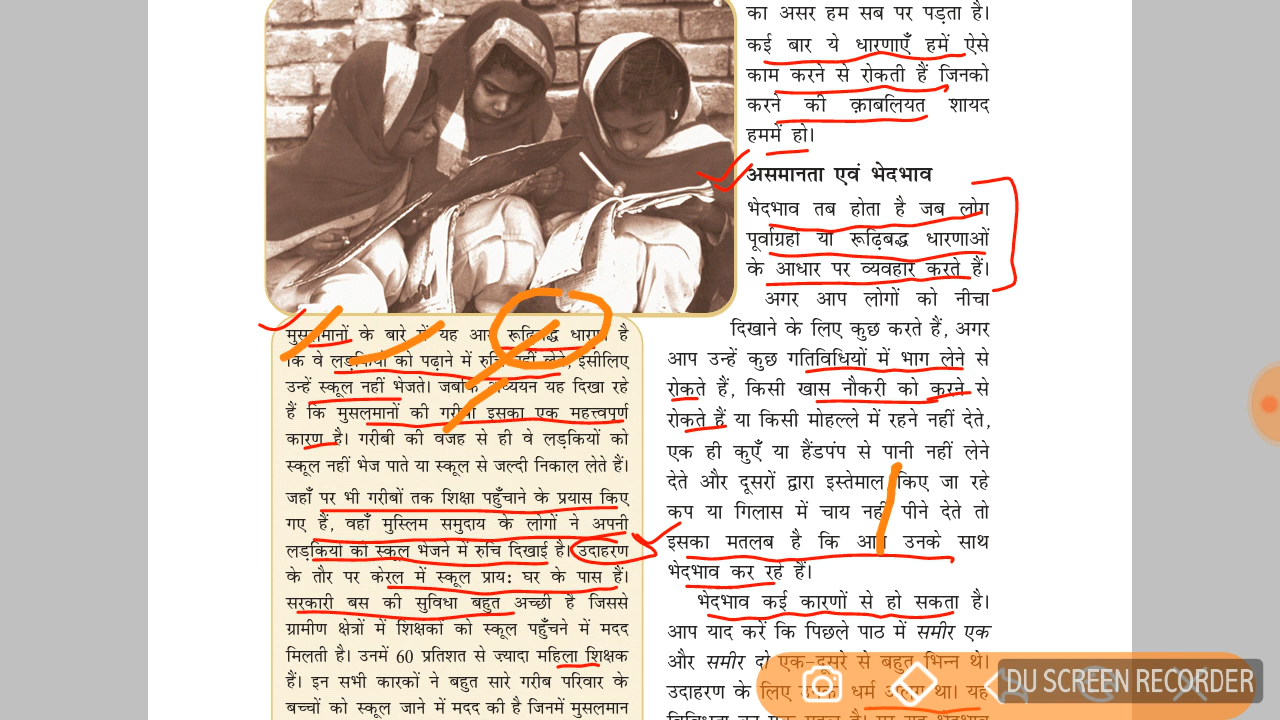 का असर हम सब पर पड़ता है।
कई बार ये धारणाएँ हमें ऐसे
काम करने से रोकती हैं जिनको
करने की क़ाबलियत शायद
हममें हो।
असमानता एवं भेदभाव
भेदभाव तब होता है जब लोग
पूर्वाग्रहों या रूढ़िबद्ध धारणाओं
के आधार पर व्यवहार करते हैं।
अगर आप लोगों को नीचा
दिखाने के लिए कुछ करते हैं, अगर
आप उन्हें कुछ गतिविधियों में भाग लेने से
रोकते हैं, किसी खास नौकरी को करने से
रोकते हैं या किसी मोहल्ले में रहने नहीं देते,
एक ही कुएँ या हैंडपंप से पानी नहीं लेने
देते और दूसरों द्वारा इस्तेमाल किए जा रहे
कप या गिलास में चाय नहीं पीने देते तो
इसका मतलब है कि आप उनके साथ
भेदभाव कर रहे हैं।
भेदभाव कई कारणों से हो सकता है।
आप याद करें कि पिछले पाठ में समीर एक
और समीर दो एक-दूसरे से बहुत भिन्न थे।
उदाहरण के लिए उनका धर्म अलग था। यह
मुसलमानों के बारे में यह आम रूढ़िबद्ध धारणा है
कि वे लड़कियों को पढ़ाने में रुचि नहीं लेते, इसीलिए
उन्हें स्कूल नहीं भेजते। जबकि अध्ययन यह दिखा रहे
हैं कि मुसलमानों की गरीबी इसका एक महत्त्वपूर्ण
कारण है। गरीबी की वजह से ही वे लड़कियों को
स्कूल नहीं भेज पाते या स्कूल से जल्दी निकाल लेते हैं।
जहाँ पर भी गरीबों तक शिक्षा पहुँचाने के प्रयास किए
गए हैं, वहाँ मुस्लिम समुदाय के लोगों ने अपनी
लड़कियों को स्कूल भेजने में रुचि दिखाई है। उदाहरण
के तौर पर केरल में स्कूल प्राय: घर के पास हैं।
सरकारी बस की सुविधा बहुत अच्छी है जिससे
ग्रामीण क्षेत्रों में शिक्षकों को स्कूल पहुँचने में मदद
मिलती है। उनमें 60 प्रतिशत से ज़्यादा महिला शिक्षक
हैं। इन सभी कारकों ने बहुत सारे गरीब परिवार के
बच्चों को स्कूल जाने में मदद की है जिनमें मुसलमान
DU SCREEN RECORDER